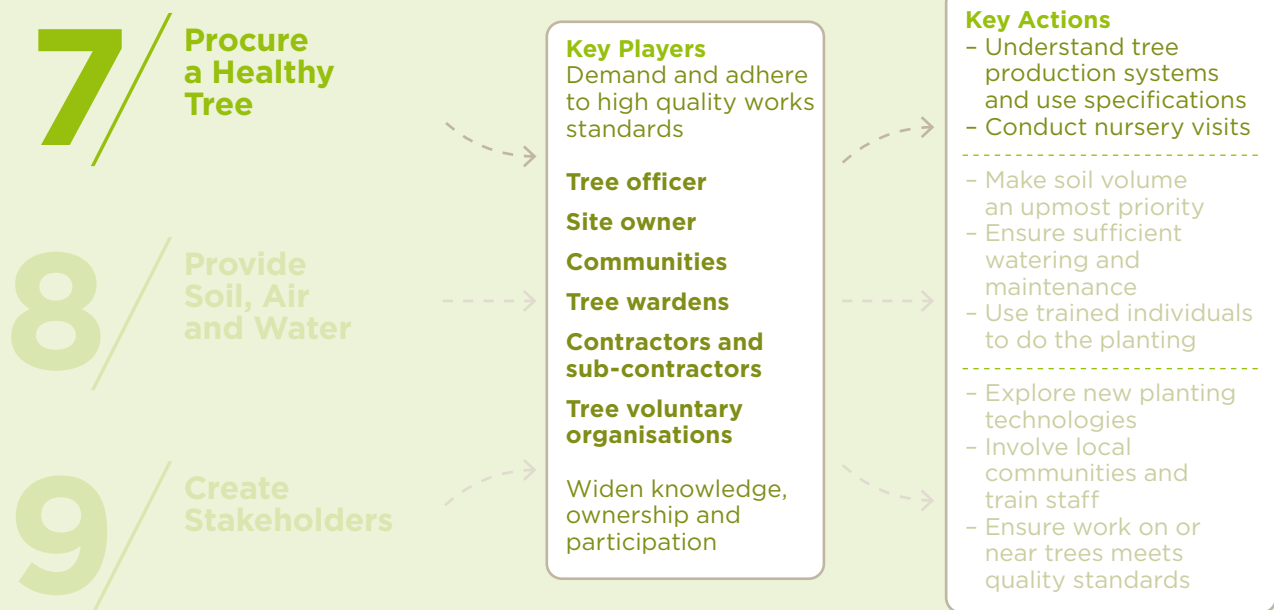 7
Procure
a Healthy
Tree
8
Provide
Soil, Air
and Water
9
Create
Stakeholders
Key Players
Demand and adhere
to high quality works
standards
Tree officer
Site owner
Communities
Tree wardens
Contractors and
sub-contractors
Tree voluntary
organisations
Widen knowledge,
ownership and
participation
Key Actions
– Understand tree
production systems
and use specifications
– Conduct nursery visits
– Make soil volume
an upmost priority
– Ensure sufficient
watering and
maintenance
– Use trained individuals
to do the planting
– Explore new planting
technologies
– Involve local
communities and
train staff
– Ensure work on or
near trees meets
quality standards